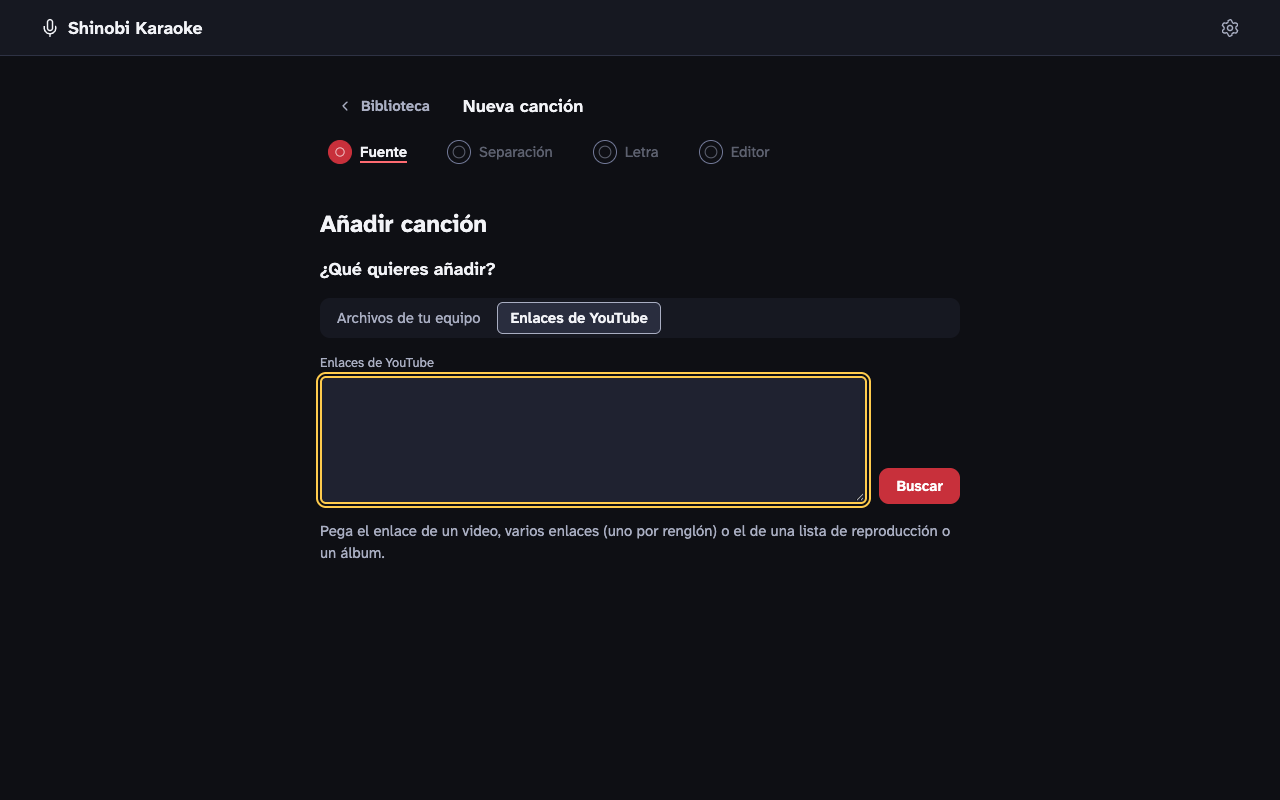 Shinobi Karaoke
Biblioteca
Nueva canción
Fuente
Separación
Letra
Editor
Añadir canción
¿Qué quieres añadir?
Archivos de tu equipo
Enlaces de YouTube
Enlaces de YouTube
Buscar
Pega el enlace de un video, varios enlaces (uno por renglón) o el de una lista de reproducción o
un álbum.